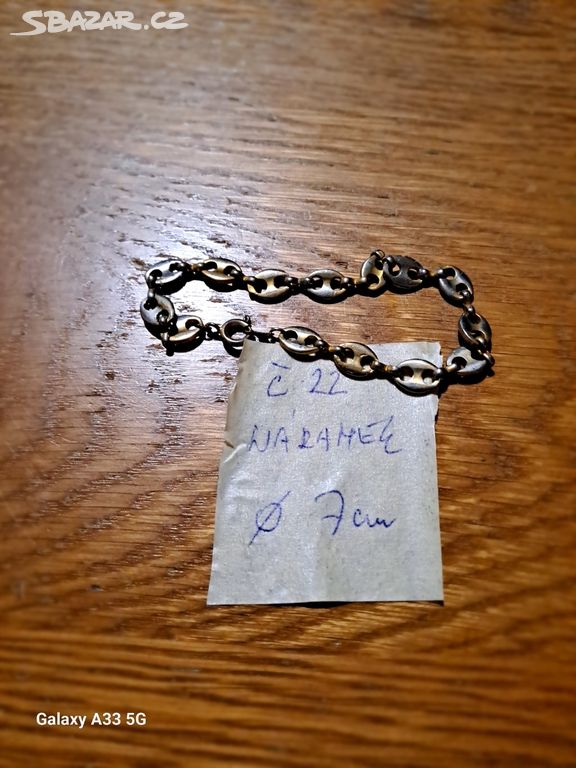 SBAZAR.CZ
Č 22
NÁRAMEK
Ø 7cm
Galaxy A33 5G